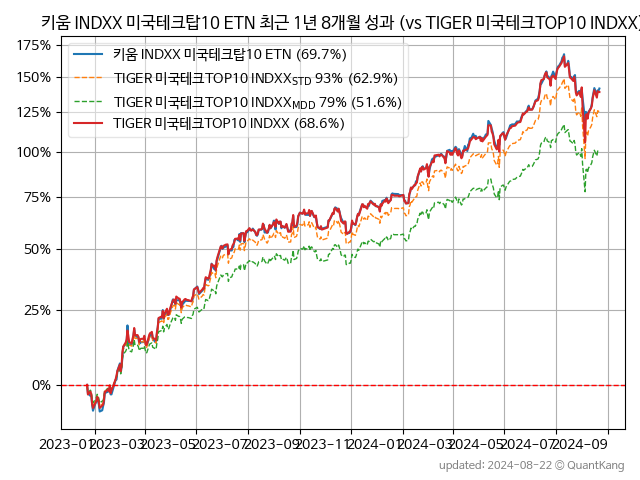 키움 INDXX 미국테크탑10 ETN 최근 1년 8개월 성과 (vs TIGER 미국테크TOP10 INDXX)
175%
150%
125%
100%
75%
50%
25%
0%
키움 INDXX 미국테크탑10 ETN (69.7%)
TIGER 미국테크TOP10 INDXX_STD 93% (62.9%)
TIGER 미국테크TOP10 INDXX_MDD 79% (51.6%)
TIGER 미국테크TOP10 INDXX (68.6%)
2023-01 2023-03 2023-05 2023-07 2023-09 2023-11 2024-01 2024-03 2024-05 2024-07 2024-09
updated: 2024-08-22 © QuantKang